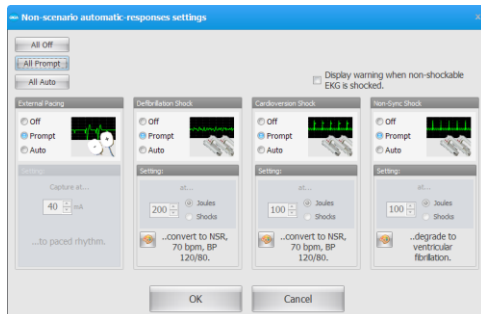 Non-scenario automatic-responses settings
All Off
All Prompt
All Auto
Display warning when non-shockable
EKG is shocked.
External Pacing
Off
Prompt
Auto
Setting:
Capture at...
40 mA
...to paced rhythm.
Defibrillation Shock
Off
Prompt
Auto
Setting:
at...
200
Joules
Shocks
..convert to NSR,
70 bpm, BP
120/80.
Cardioversion Shock
Off
Prompt
Auto
Setting:
at...
100
Joules
Shocks
..convert to NSR,
70 bpm, BP
120/80.
Non-Sync Shock
Off
Prompt
Auto
Setting:
at...
100
Joules
Shocks
..degrade to
ventricular
fibrilation.
OK
Cancel